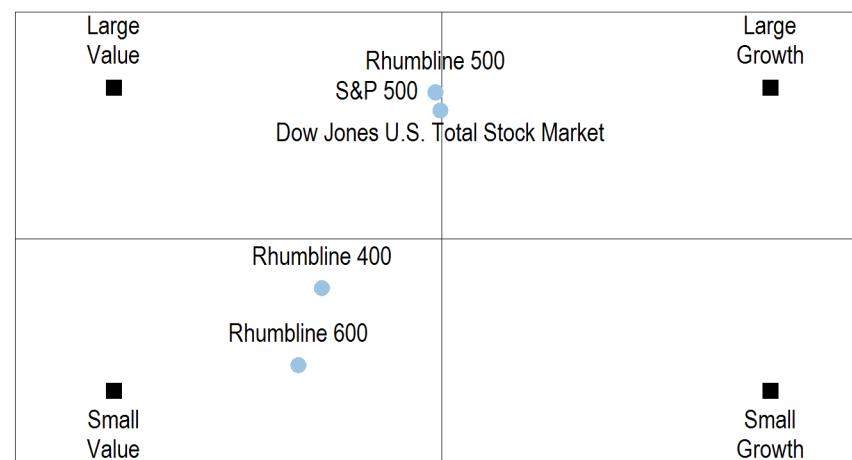 Large
Value
Large
Growth
Rhumbline 500
S&P 500
Dow Jones U.S. Total Stock Market
Rhumbline 400
Rhumbline 600
Small
Value
Small
Growth